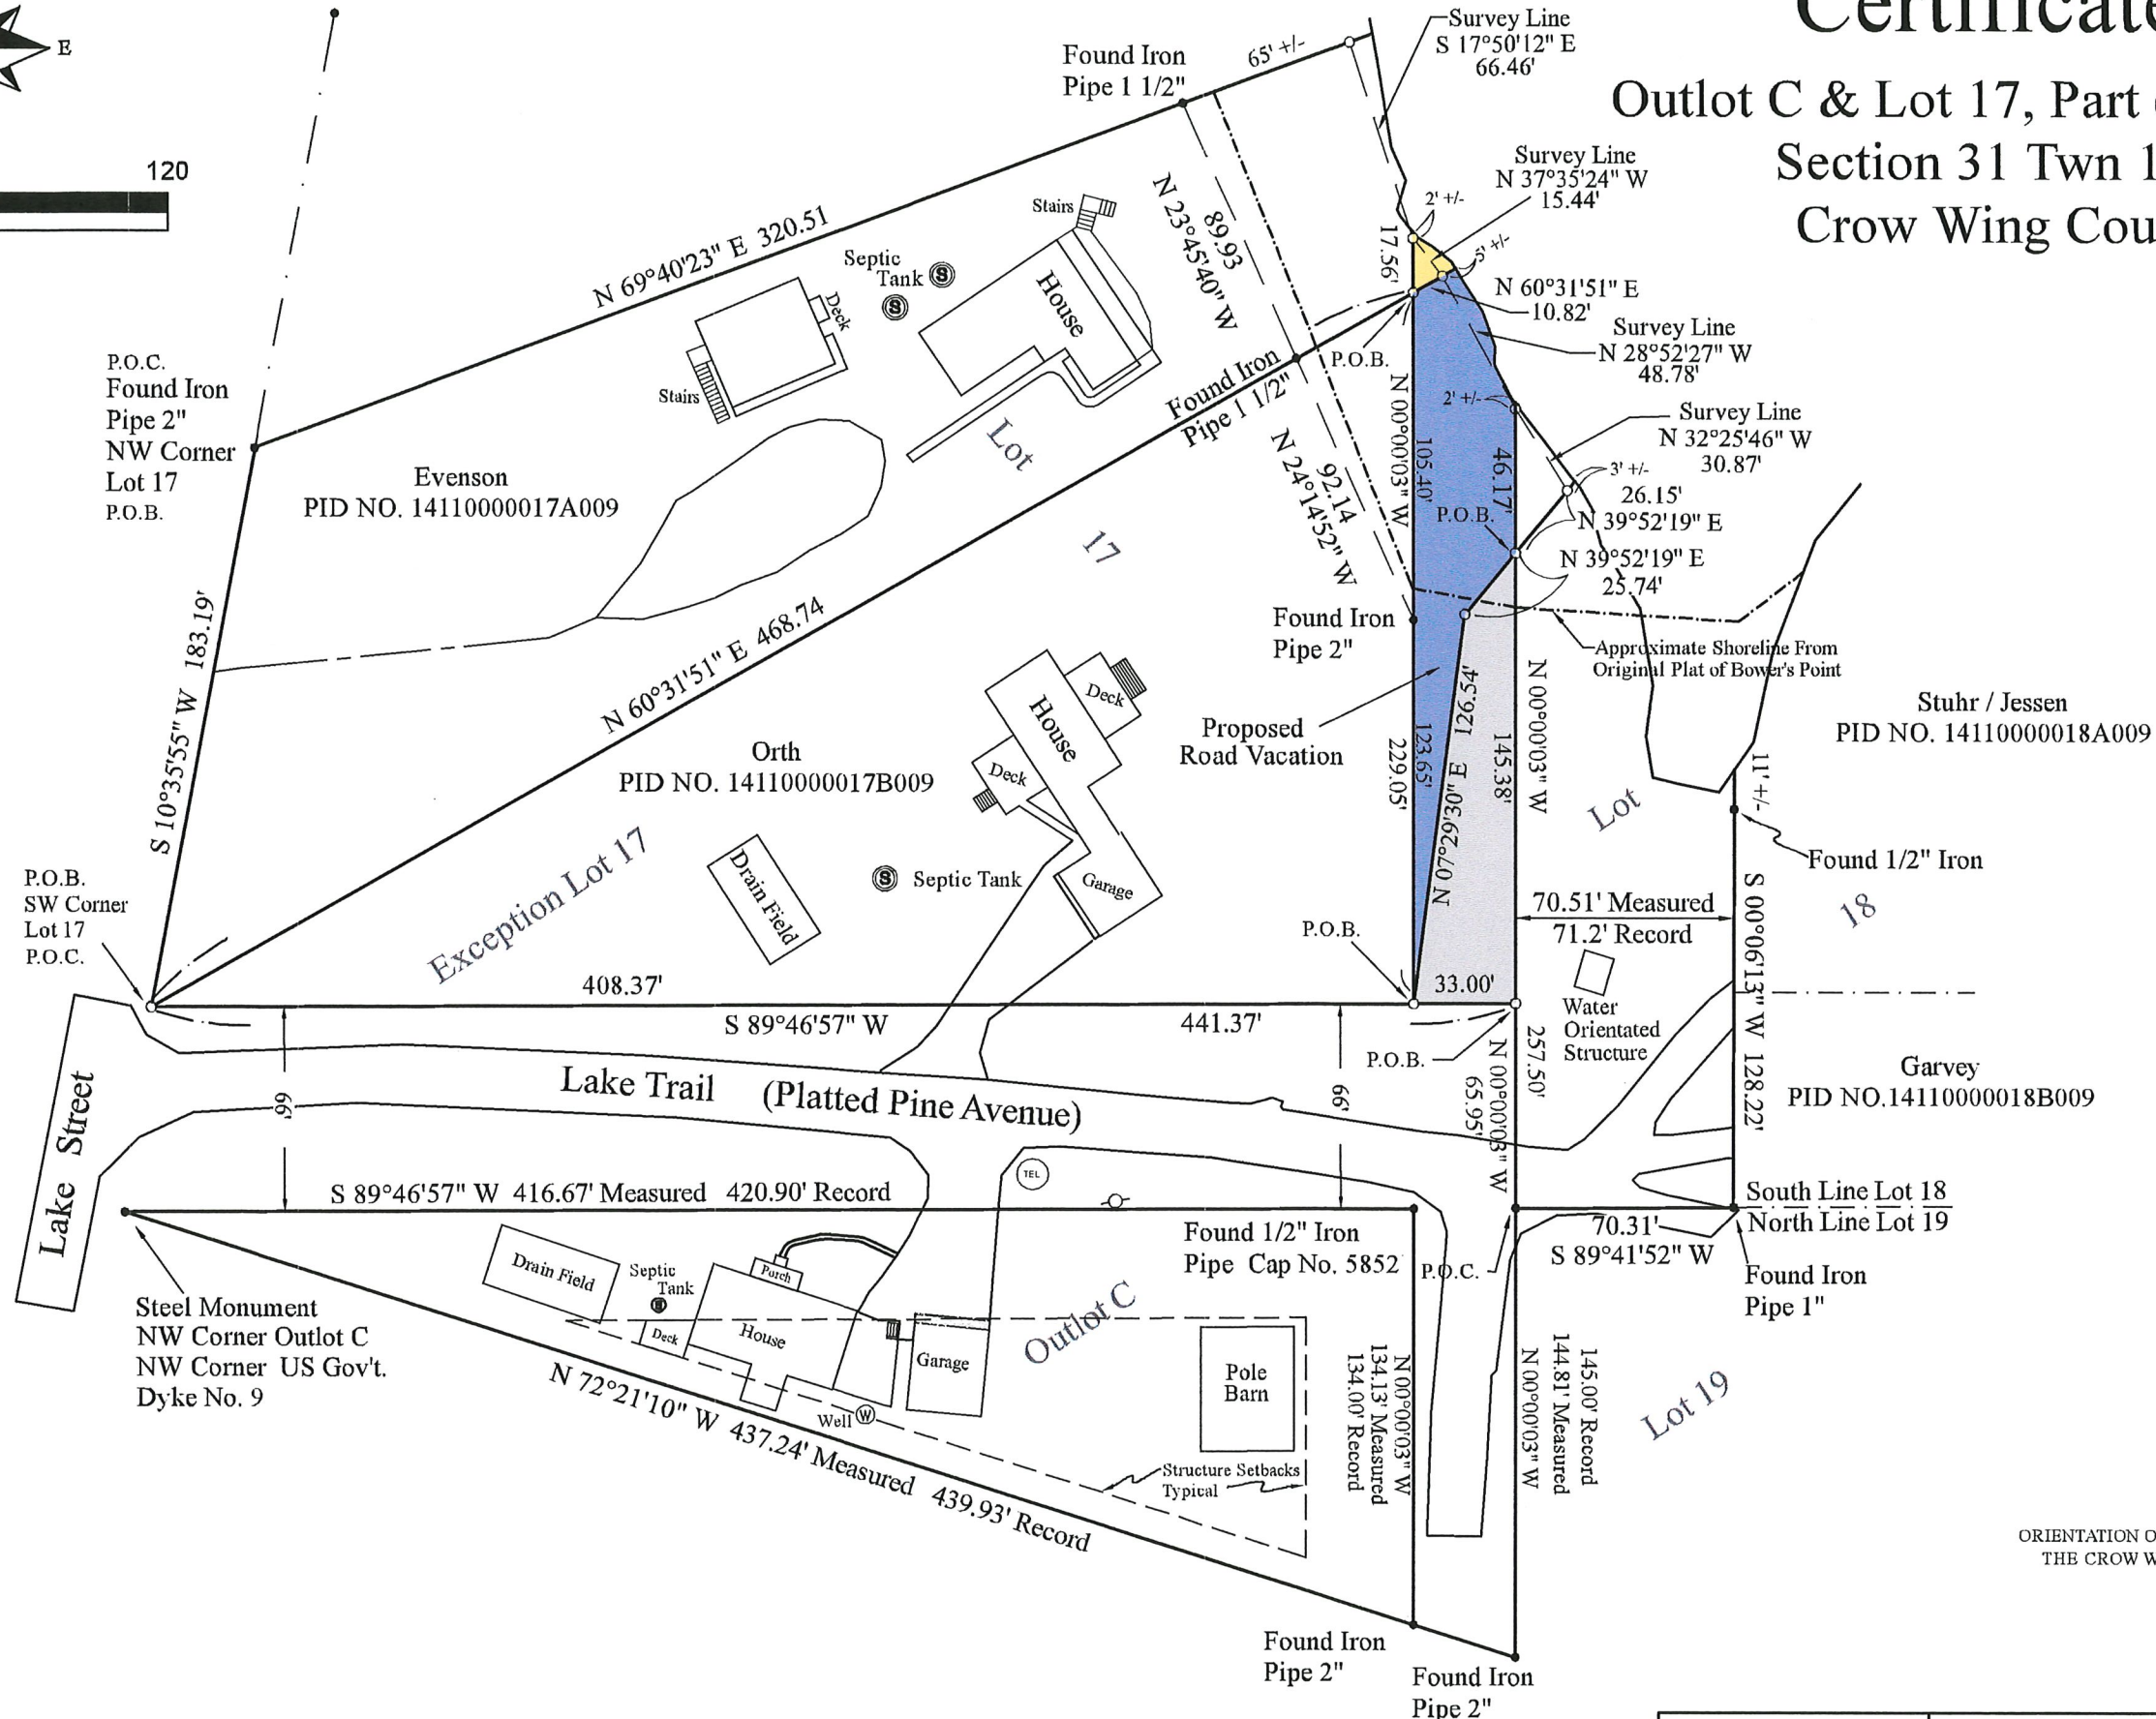 Certificate
Outlot C & Lot 17, Part
Section 31 Twn 1
Crow Wing Cou
E
120
Found Iron
Pipe 1 1/2"
65' +/-
Survey Line
S 17°50'12" E
66.46'
Survey Line
N 37°35'24" W
15.44'
2' +/-
17.56'
5' +/-
N 60°31'51" E
10.82'
Survey Line
N 28°52'27" W
48.78'
Survey Line
N 32°25'46" W
30.87'
2' +/-
3' +/-
26.15'
N 39°52'19" E
N 39°52'19" E
25.74'
N 69°40'23" E 320.51
Stairs
Septic
Tank
S
S
House
Deck
Stairs
89.93
N 23°45'40" W
P.O.B.
Found Iron
Pipe 1 1/2"
92.14
N 24°14'52" W
N 00°00'03" W
105.40'
46.17'
P.O.B.
P.O.C.
Found Iron
Pipe 2"
NW Corner
Lot 17
P.O.B.
Evenson
PID NO. 14110000017A009
Lot
17
S 10°35'55" W 183.19'
N 60°31'51" E 468.74
Found Iron
Pipe 2"
Approximate Shoreline From
Original Plat of Bower's Point
Stuhr / Jessen
PID NO. 14110000018A009
Orth
PID NO. 14110000017B009
House
Deck
Deck
Garage
Proposed
Road Vacation
229.05'
123.65'
N 07°29'30" E 126.54'
145.38'
N 00°00'03" W
Lot
18
11' +/-
Found 1/2" Iron
Exception Lot 17
Drain Field
S
Septic Tank
70.51' Measured
71.2' Record
S 00°06'13" W 128.22'
P.O.B.
SW Corner
Lot 17
P.O.C.
P.O.B.
408.37'
33.00'
S 89°46'57" W
441.37'
P.O.B.
Water
Orientated
Structure
257.50'
N 00°00'03" W
65.95'
Garvey
PID NO.14110000018B009
Lake Street
66'
Lake Trail (Platted Pine Avenue)
66'
TEL
S 89°46'57" W 416.67' Measured 420.90' Record
South Line Lot 18
North Line Lot 19
70.31'
S 89°41'52" W
Found 1/2" Iron
Pipe Cap No. 5852
P.O.C.
Found Iron
Pipe 1"
Steel Monument
NW Corner Outlot C
NW Corner US Gov't.
Dyke No. 9
Drain Field
Septic
Tank
Porch
Deck
House
Garage
Outlot C
Pole
Barn
Well
W
Structure Setbacks
Typical
N 72°21'10" W 437.24' Measured 439.93' Record
N 00°00'03" W
134.13' Measured
134.00' Record
145.00' Record
144.81' Measured
N 00°00'03" W
Lot 19
ORIENTATION O
THE CROW W
Found Iron
Pipe 2"
Found Iron
Pipe 2"